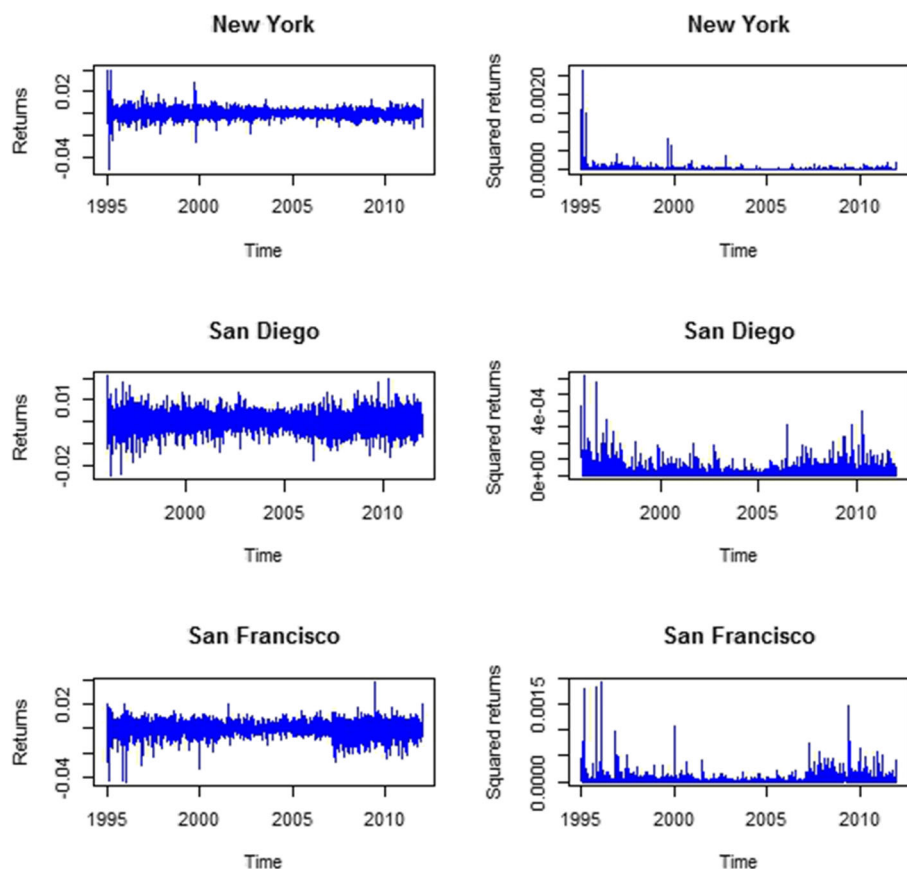 New York
New York
Returns
0.02
-0.04
1995 2000 2005 2010
Time
Squared returns
0.0020
0.0000
1995 2000 2005 2010
Time
San Diego
San Diego
Returns
0.01
-0.02
2000 2005 2010
Time
Squared returns
4e-04
0e+00
2000 2005 2010
Time
San Francisco
San Francisco
Returns
0.02
-0.04
1995 2000 2005 2010
Time
Squared returns
0.0015
0.0000
1995 2000 2005 2010
Time